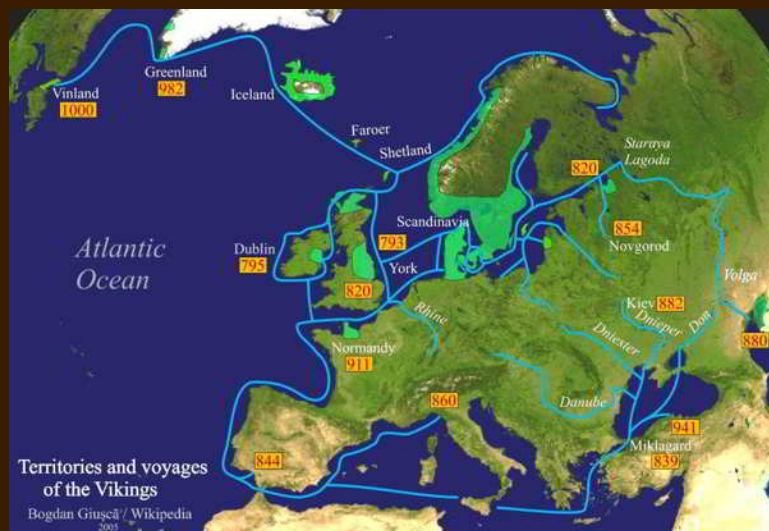 Vinland
1000
Greenland
982
Iceland
Faroer
Shetland
Staraya
Lagoda
820
Scandinavia
854
Novgorod
Atlantic
Ocean
Dublin
795
793
York
820
Volga
Kiev 882
Rhine
Dnieper
Don
Dniester
880
Normandy
911
860
Danube
941
Miklagard
839
844
Territories and voyages
of the Vikings
Bogdan Giuşcă / Wikipedia
2005